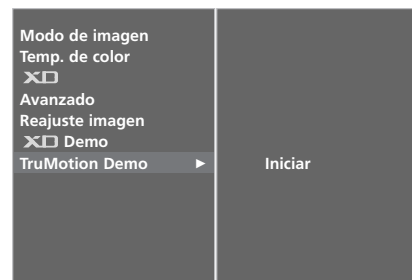 Modo de imagen
Temp. de color
XD
Avanzado
Reajuste imagen
XD Demo
TruMotion Demo ► Iniciar